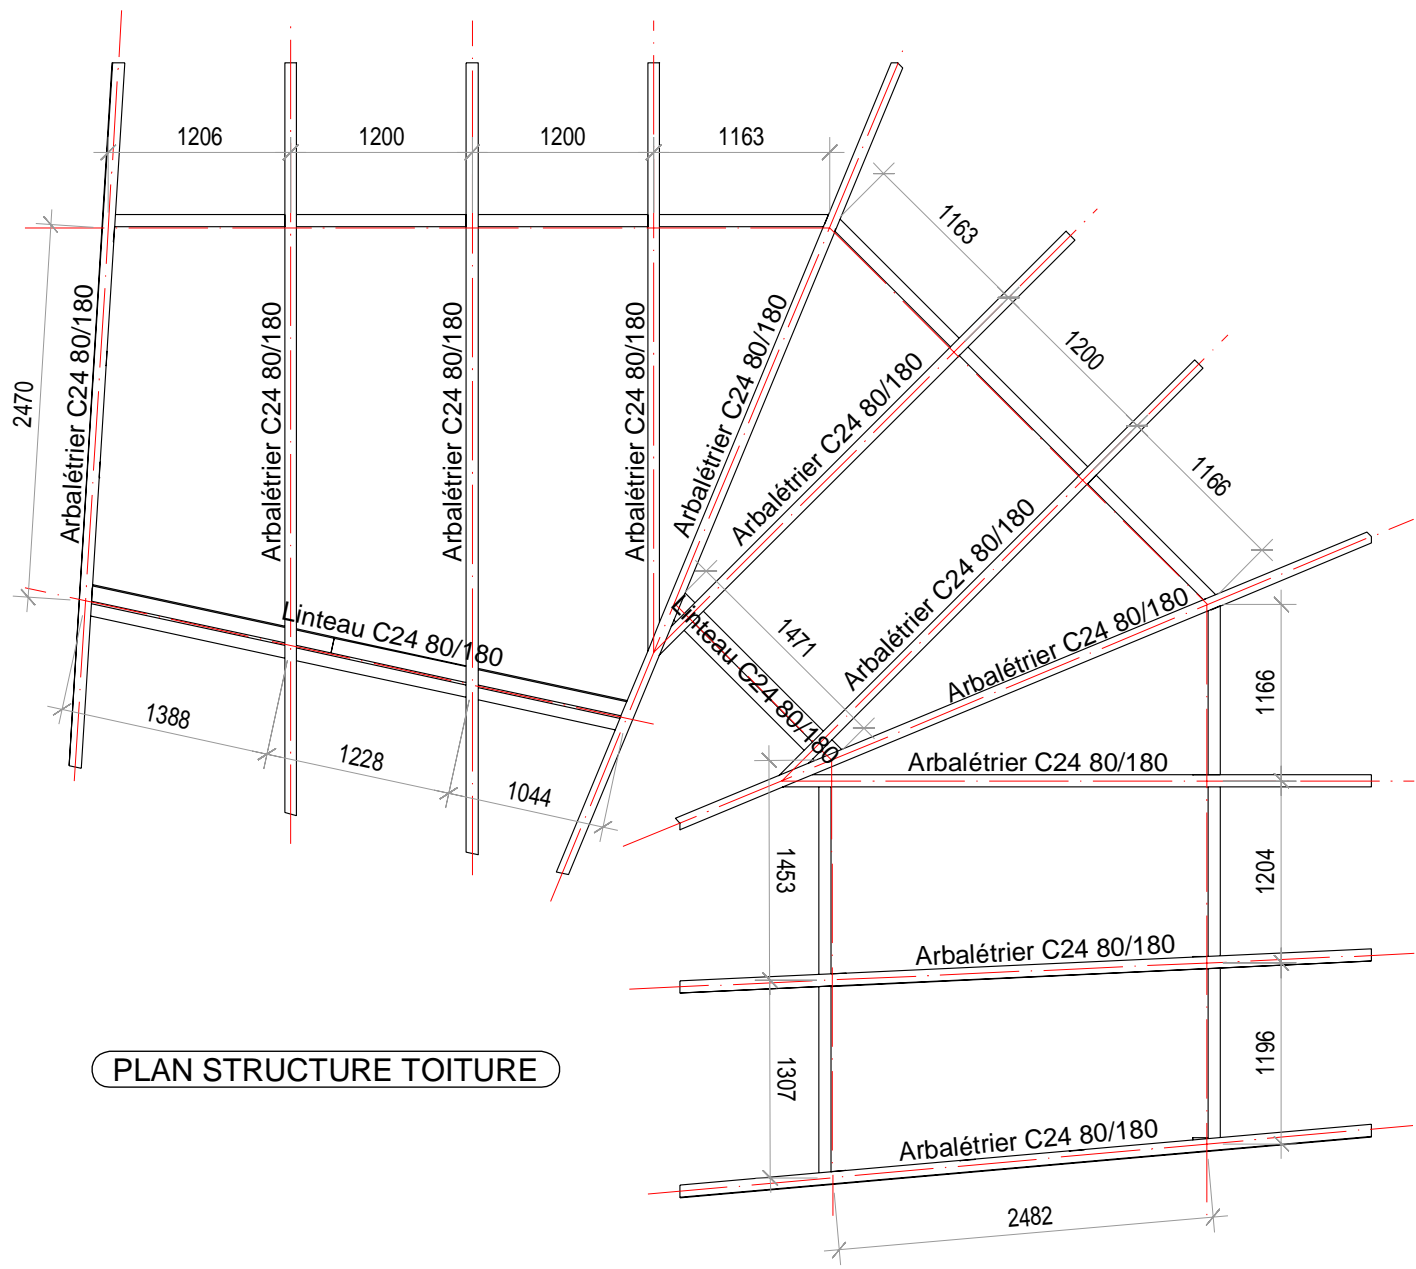 1206
1200
1200
1163
1163
1200
1166
2470
Arbalétrier C24 80/180
Arbalétrier C24 80/180
Arbalétrier C24 80/180
Arbalétrier C24 80/180
Arbalétrier C24 80/180
Arbalétrier C24 80/180
Arbalétrier C24 80/180
Arbalétrier C24 80/180
Linteau C24 80/180
Linteau C24 80/180
1471
1388
1228
1044
1166
Arbalétrier C24 80/180
1453
1204
Arbalétrier C24 80/180
1307
1196
PLAN STRUCTURE TOITURE
Arbalétrier C24 80/180
2482